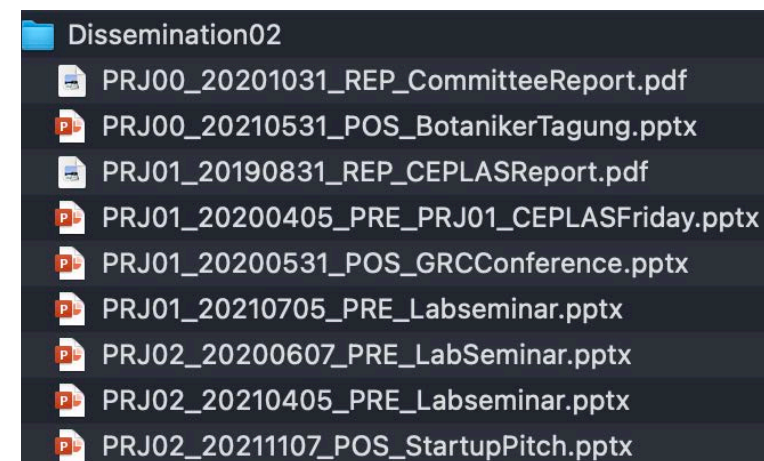 Dissemination02
PRJ00_20201031_REP_CommitteeReport.pdf
PRJ00_20210531_POS_BotanikerTagung.pptx
PRJ01_20190831_REP_CEPLASReport.pdf
PRJ01_20200405_PRE_PRJ01_CEPLASFriday.pptx
PRJ01_20200531_POS_GRCConference.pptx
PRJ01_20210705_PRE_Labseminar.pptx
PRJ02_20200607_PRE_LabSeminar.pptx
PRJ02_20210405_PRE_Labseminar.pptx
PRJ02_20211107_POS_StartupPitch.pptx